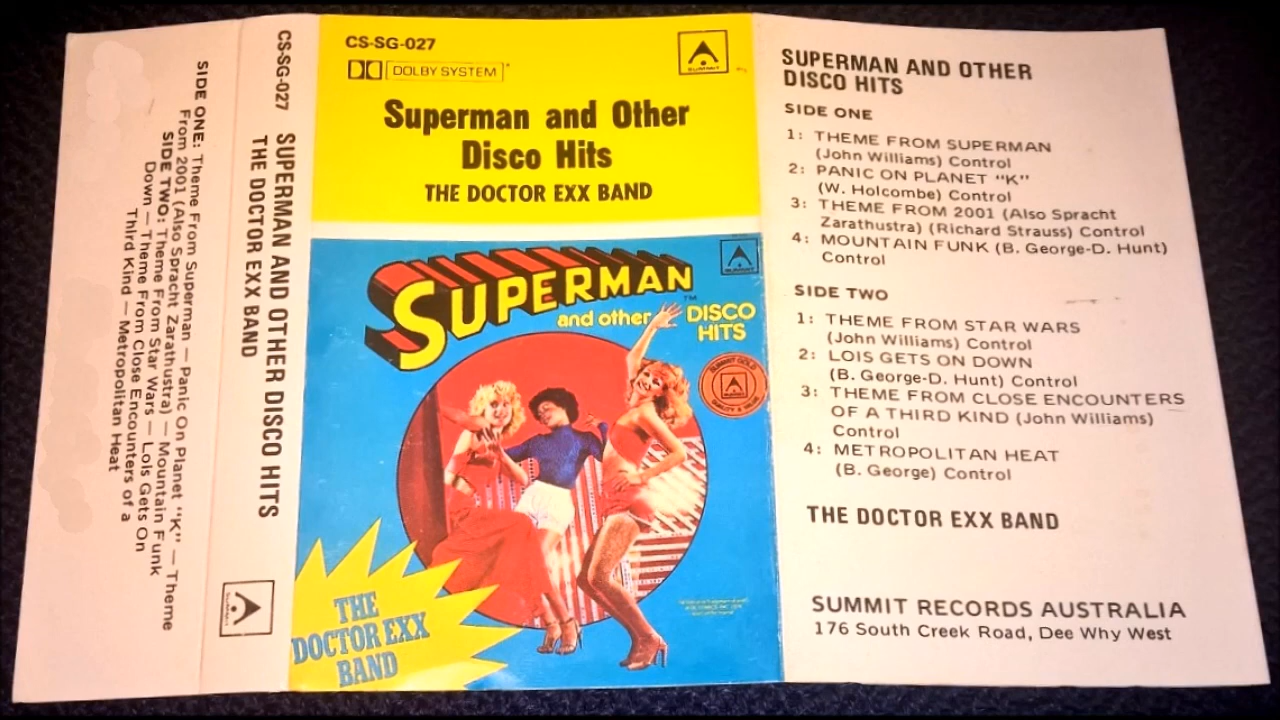 SIDE ONE: Theme From Superman — Panic On Planet "K" — Theme
From 2001 (Also Spracht Zarathustra) — Mountain Funk
SIDE TWO: Theme From Star Wars — Lois Gets On
Down — Theme From Close Encounters of a
Third Kind — Metropolitan Heat
CS-SG-027
SUPERMAN AND OTHER DISCO HITS
THE DOCTOR EXX BAND
SUMMIT
CS-SG-027
DOLBY SYSTEM
SUMMIT
Superman and Other
Disco Hits
THE DOCTOR EXX BAND
SUPERMAN
TM
and other DISCO
HITS
SUMMIT
SUMMIT GOLD
THE
DOCTOR EXX
BAND
SUPERMAN AND OTHER
DISCO HITS
SIDE ONE
1: THEME FROM SUPERMAN
(John Williams) Control
2: PANIC ON PLANET "K"
(W. Holcombe) Control
3: THEME FROM 2001 (Also Spracht
Zarathustra) (Richard Strauss) Control
4: MOUNTAIN FUNK (B. George-D. Hunt)
Control
SIDE TWO
1: THEME FROM STAR WARS
(John Williams) Control
2: LOIS GETS ON DOWN
(B. George-D. Hunt) Control
3: THEME FROM CLOSE ENCOUNTERS
OF A THIRD KIND (John Williams)
Control
4: METROPOLITAN HEAT
(B. George) Control
THE DOCTOR EXX BAND
SUMMIT RECORDS AUSTRALIA
176 South Creek Road, Dee Why West